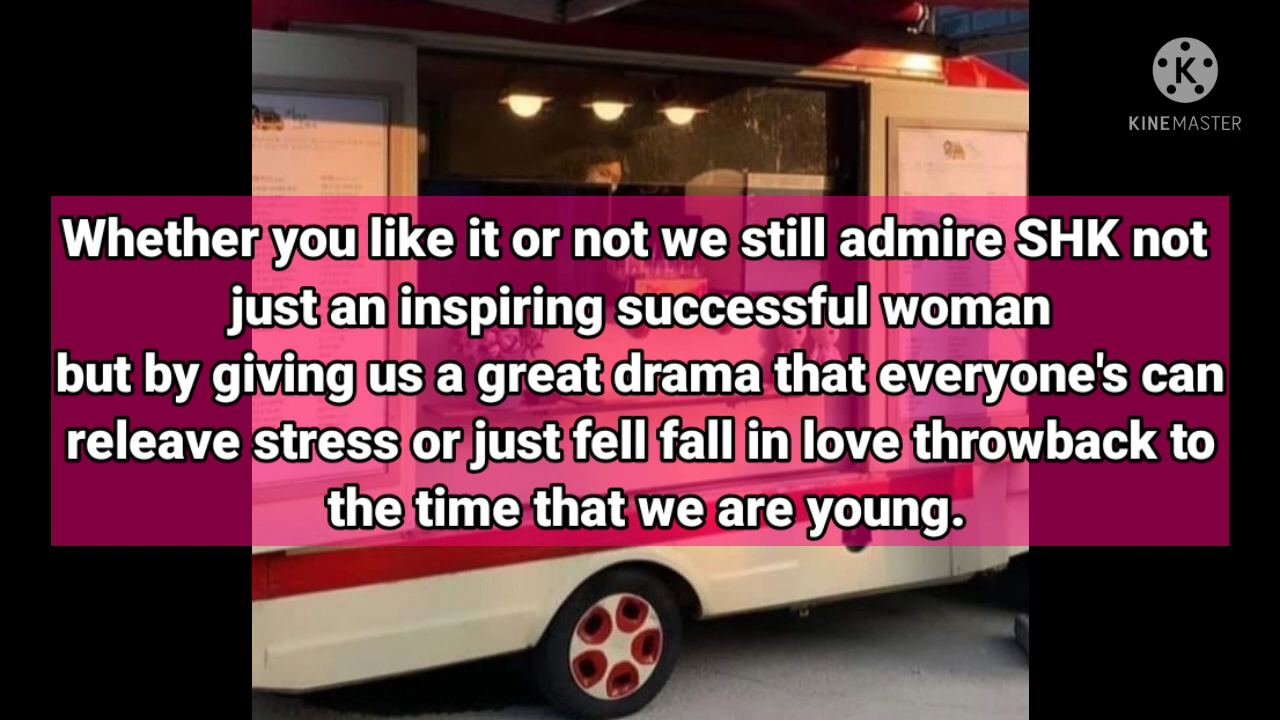 KINEMASTER
Whether you like it or not we still admire SHK not
just an inspiring successful woman
but by giving us a great drama that everyone's can
releave stress or just fell fall in love throwback to
the time that we are young.